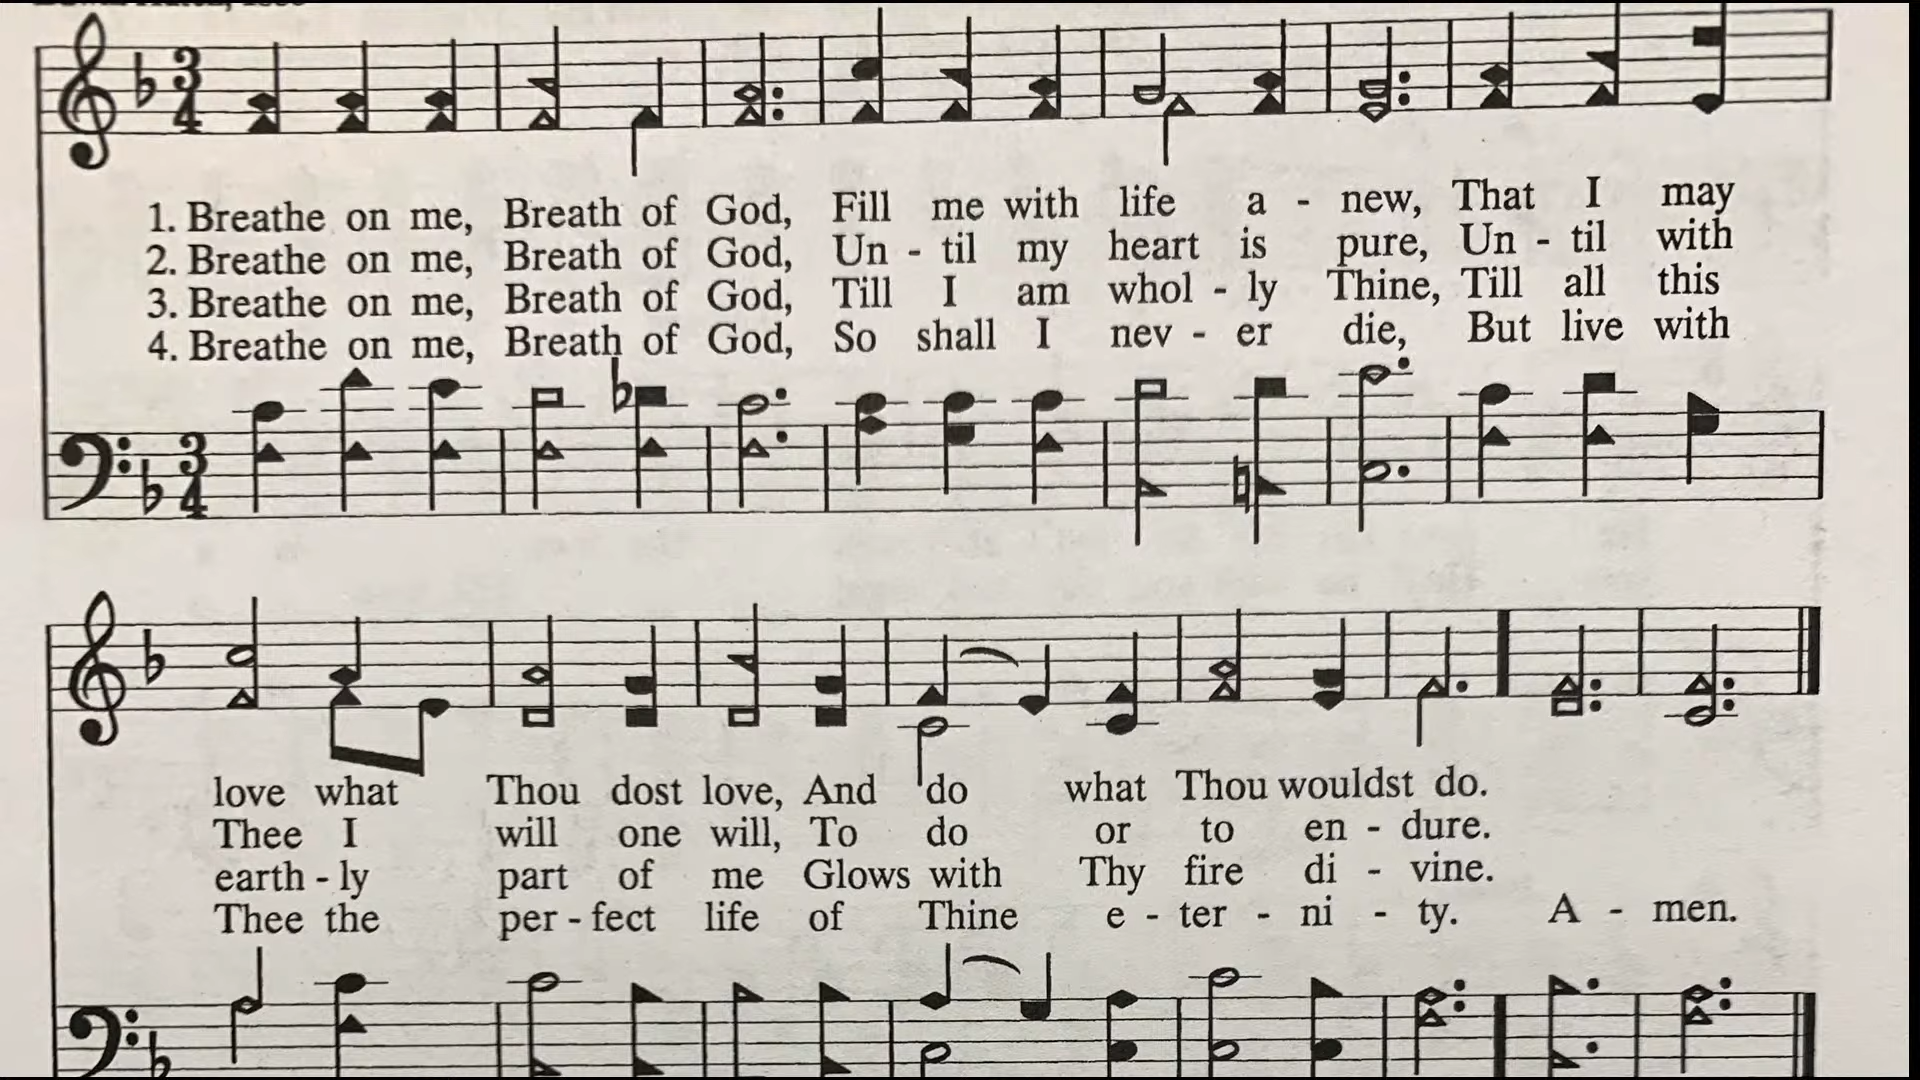 1. Breathe on me, Breath of God, Fill me with life a - new, That I may
2. Breathe on me, Breath of God, Un - til my heart is pure, Un - til with
3. Breathe on me, Breath of God, Till I am whol - ly Thine, Till all this
4. Breathe on me, Breath of God, So shall I nev - er die, But live with
love what Thou dost love, And do what Thou wouldst do.
Thee I will one will, To do or to en - dure.
earth - ly part of me Glows with Thy fire di - vine.
Thee the per - fect life of Thine e - ter - ni - ty. A - men.